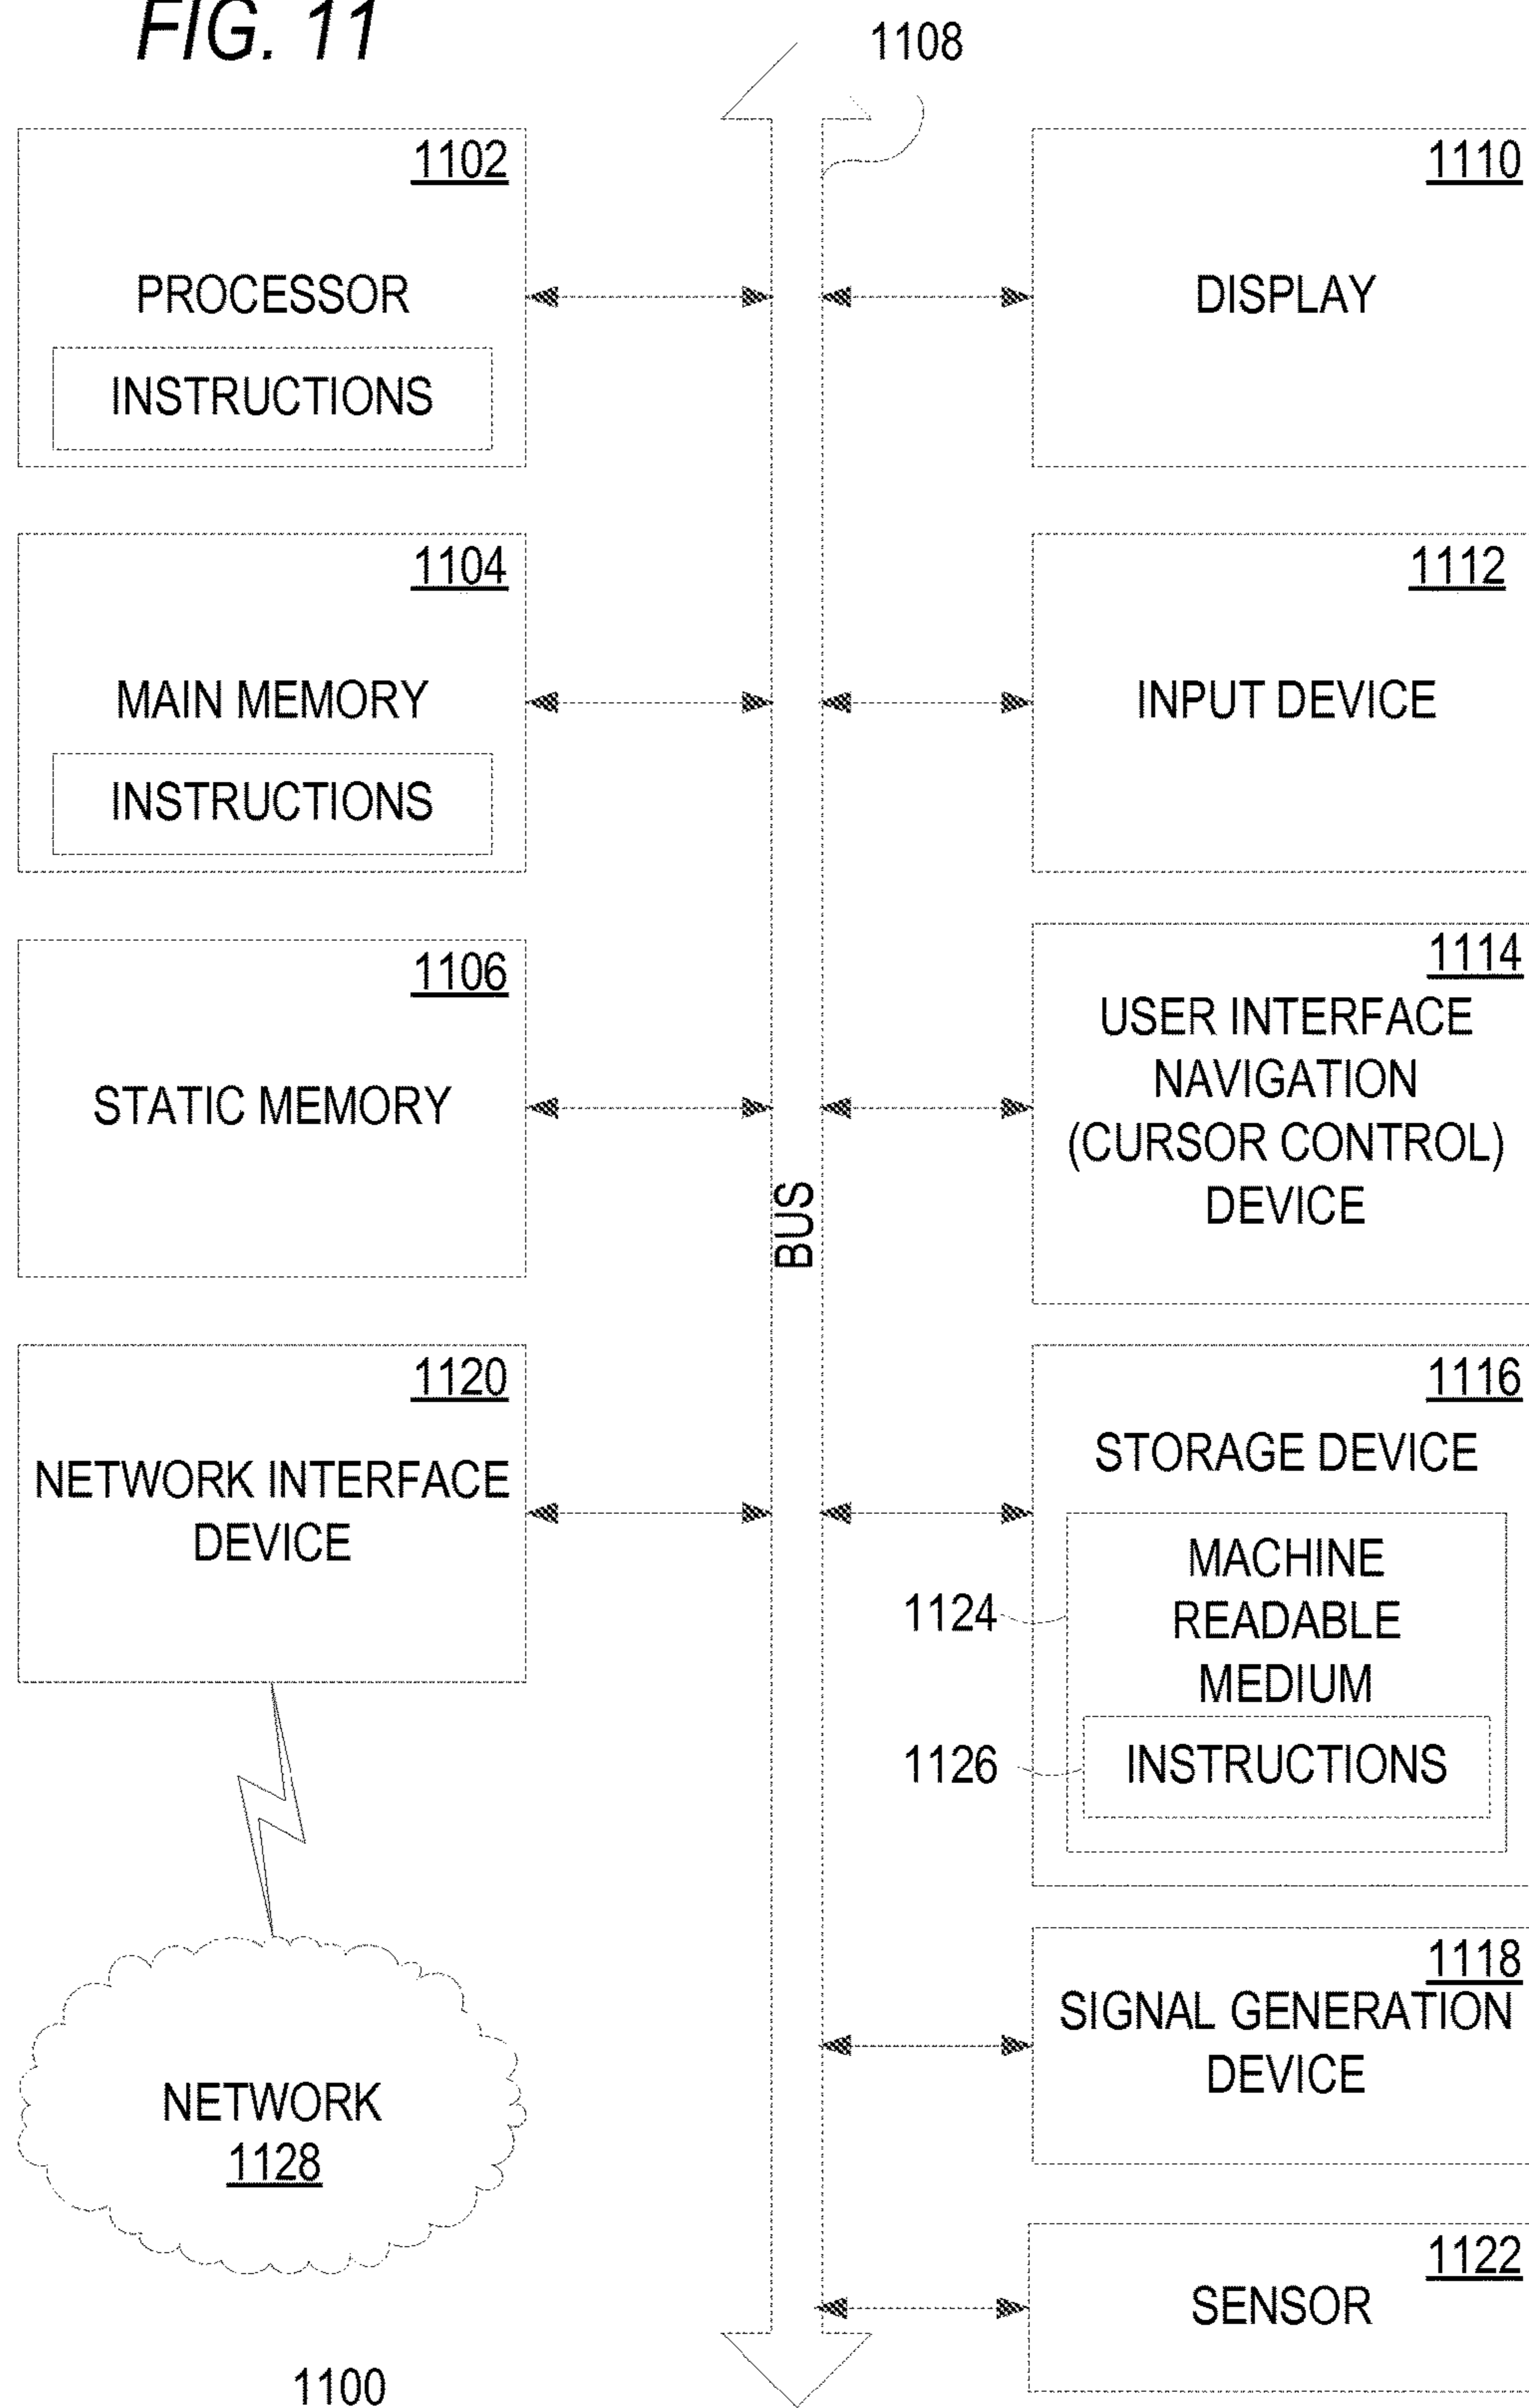 FIG. 11
1108
1102
PROCESSOR
INSTRUCTIONS
1110
DISPLAY
1104
MAIN MEMORY
INSTRUCTIONS
1112
INPUT DEVICE
1106
STATIC MEMORY
1114
USER INTERFACE
NAVIGATION
(CURSOR CONTROL)
DEVICE
BUS
1120
NETWORK INTERFACE
DEVICE
1116
STORAGE DEVICE
MACHINE
READABLE
MEDIUM
1124
INSTRUCTIONS
1126
1118
SIGNAL GENERATION
DEVICE
NETWORK
1128
1122
SENSOR
1100